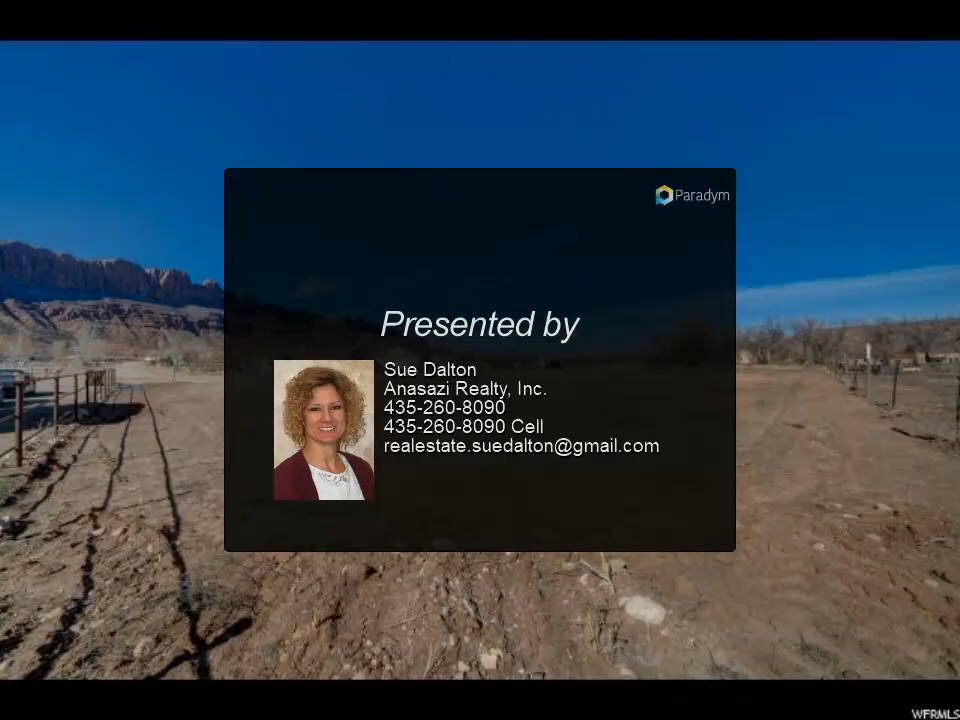 Paradym
Presented by
Sue Dalton
Anasazi Realty, Inc.
435-260-8090
435-260-8090 Cell
realestate.suedalton@gmail.com
WFRMLS